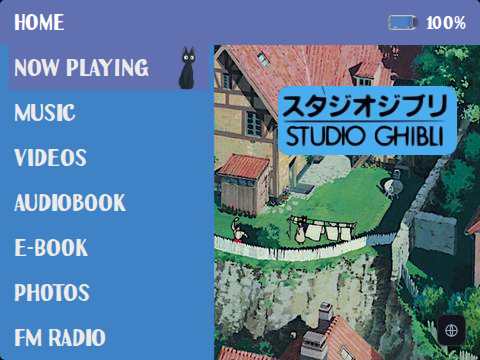 HOME
100%
NOW PLAYING
MUSIC
VIDEOS
AUDIOBOOK
E-BOOK
PHOTOS
FM RADIO
スタジオジブリ
STUDIO GHIBLI